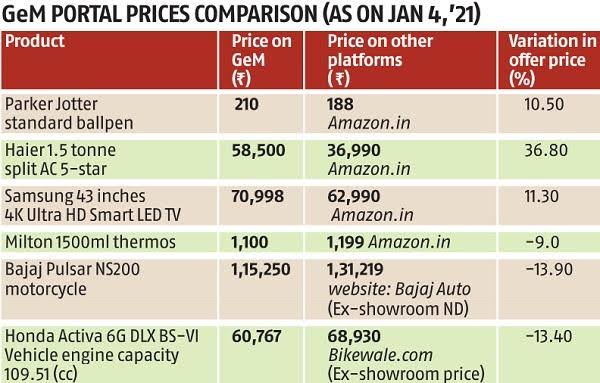 GeM PORTAL PRICES COMPARISON (AS ON JAN 4,'21)
Product
Price on
GeM
(₹)
Price on other
platforms
(₹)
Variation in
offer price
(%)
Parker Jotter
standard ballpen
210
188
Amazon.in
10.50
Haier 1.5 tonne
split AC 5-star
58,500
36,990
Amazon.in
36.80
Samsung 43 inches
4K Ultra HD Smart LED TV
70,998
62,990
Amazon.in
11.30
Milton 1500ml thermos
1,100
1,199 Amazon.in
-9.0
Bajaj Pulsar NS200
motorcycle
1,15,250
1,31,219
website: Bajaj Auto
(Ex-showroom ND)
-13.90
Honda Activa 6G DLX BS-VI
Vehicle engine capacity
109.51 (cc)
60,767
68,930
Bikewale.com
(Ex-showroom price)
-13.40